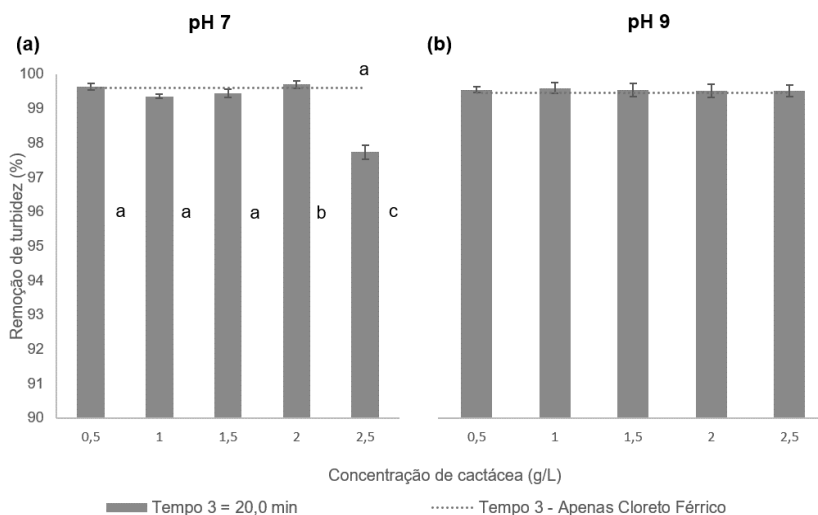 pH 7
pH 9
(a)
(b)
Remoção de turbidez (%)
100
99
98
97
96
95
94
93
92
91
90
a
a
a
a
b
c
0,5 1 1,5 2 2,5
0,5 1 1,5 2 2,5
Concentração de cactácea (g/L)
Tempo 3 = 20,0 min
Tempo 3 - Apenas Cloreto Férrico